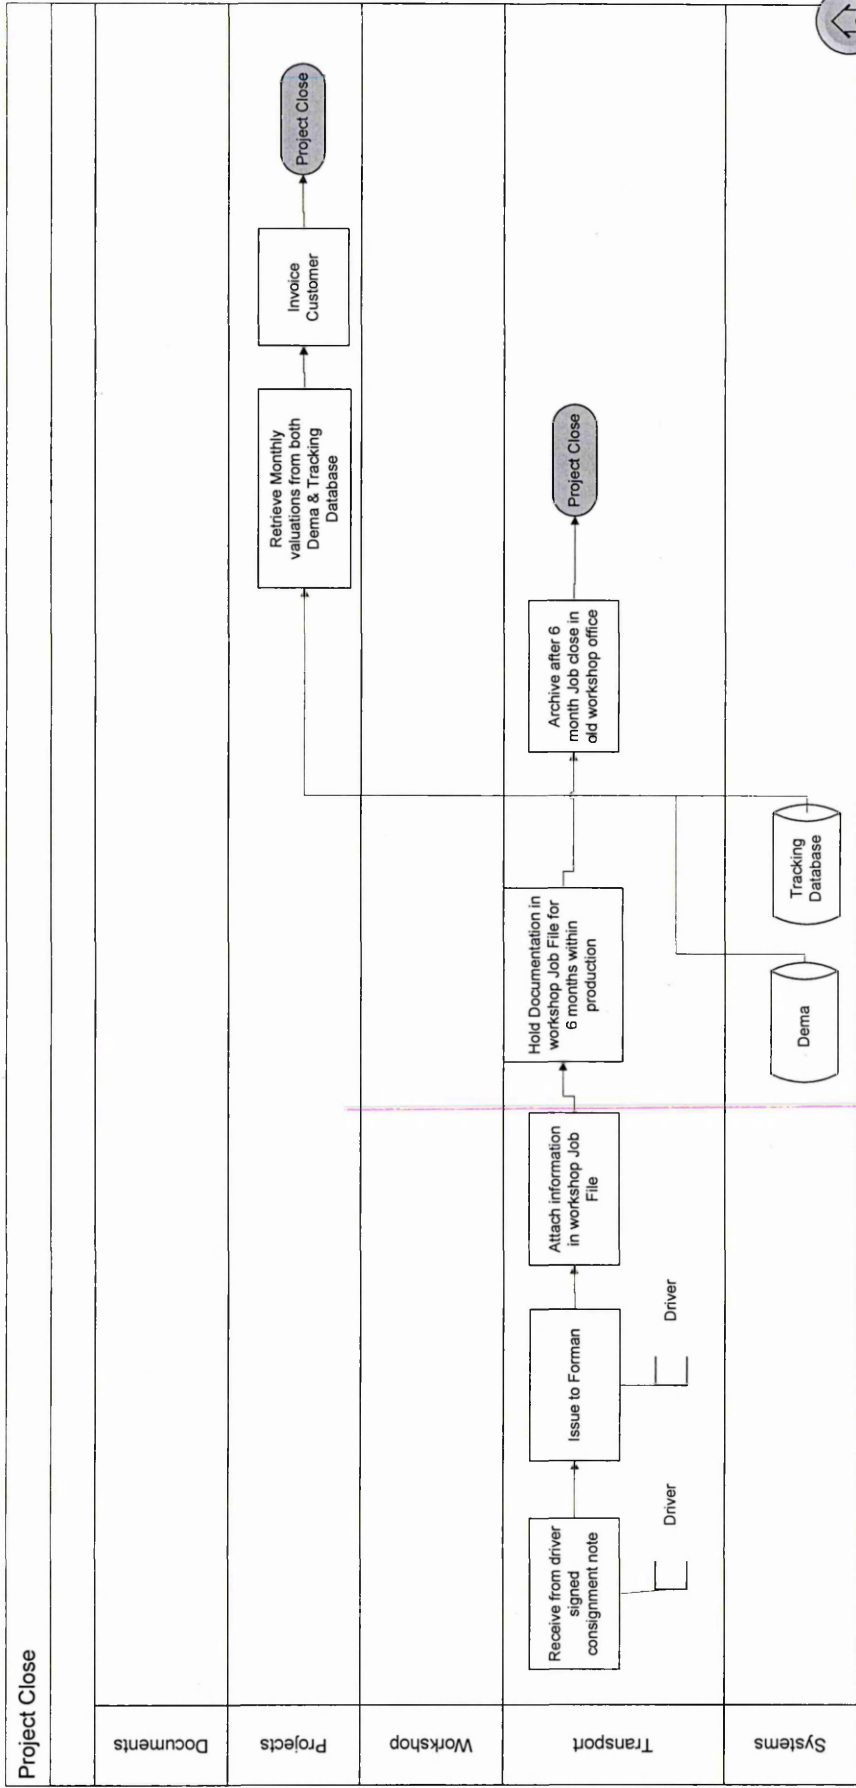 Project Close
Documents
Projects
Retrieve Monthly
valuations from both
Dema & Tracking
Database
Invoice
Customer
Project Close
Workshop
Transport
Receive from driver
signed
consignment note
Driver
Issue to Forman
Driver
Attach information
in workshop Job
File
Hold Documentation in
workshop Job File for
6 months within
production
Archive after 6
month Job close in
old workshop office
Project Close
Systems
Dema
Tracking
Database